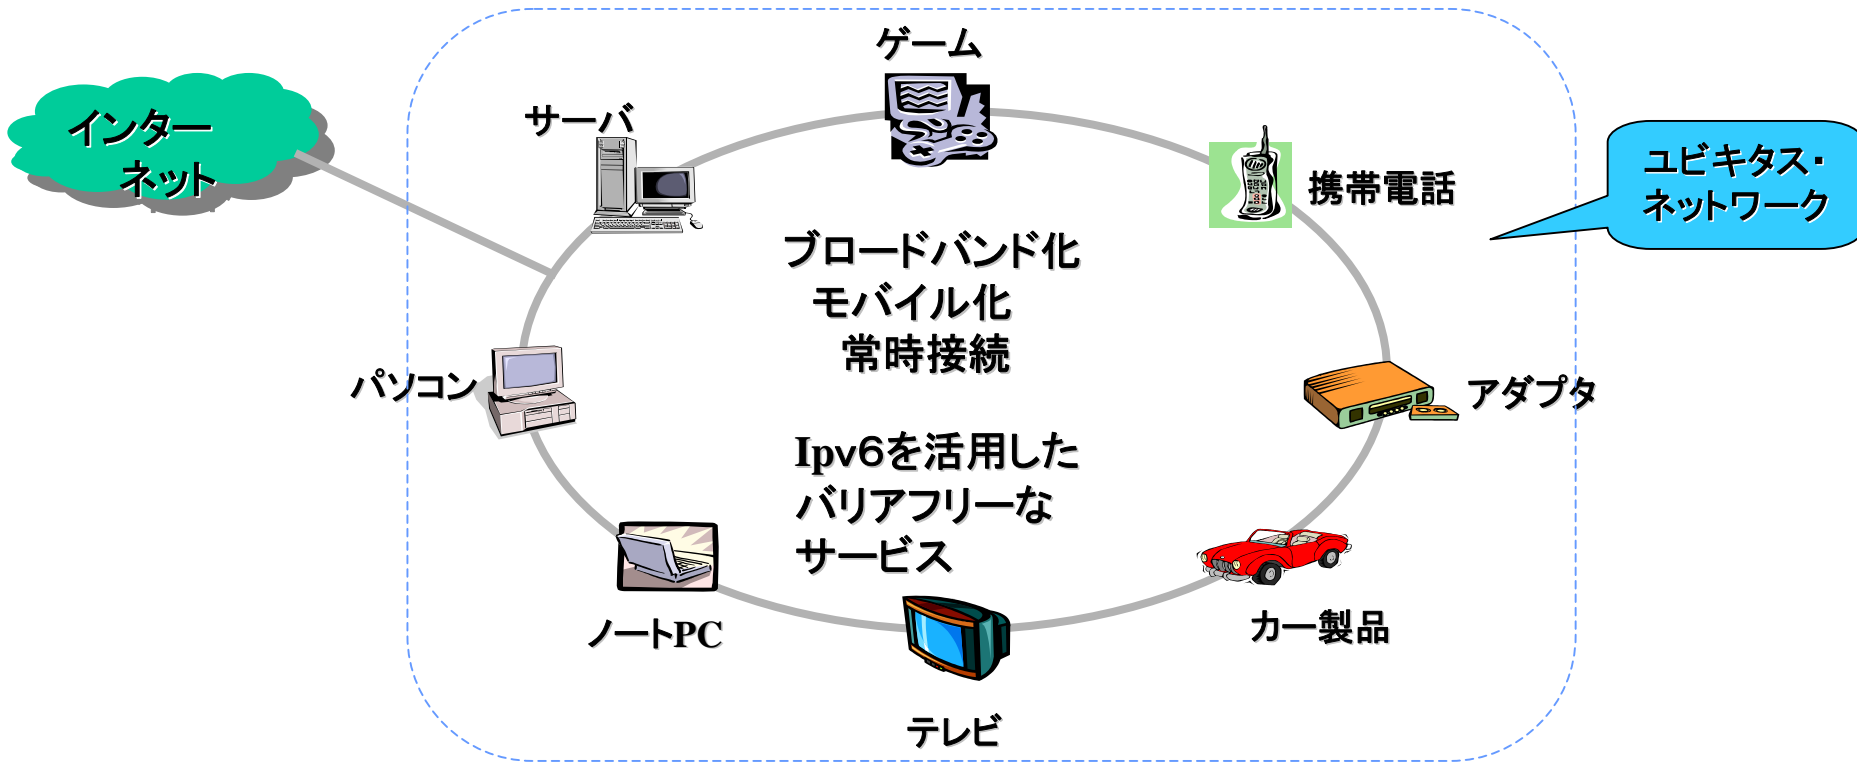 ゲーム
サーバ
インター
ネット
携帯電話
ユビキタス・
ネットワーク
ブロードバンド化
モバイル化
常時接続
パソコン
アダプタ
Ipv6を活用した
バリアフリーな
サービス
ノートPC
カー製品
テレビ